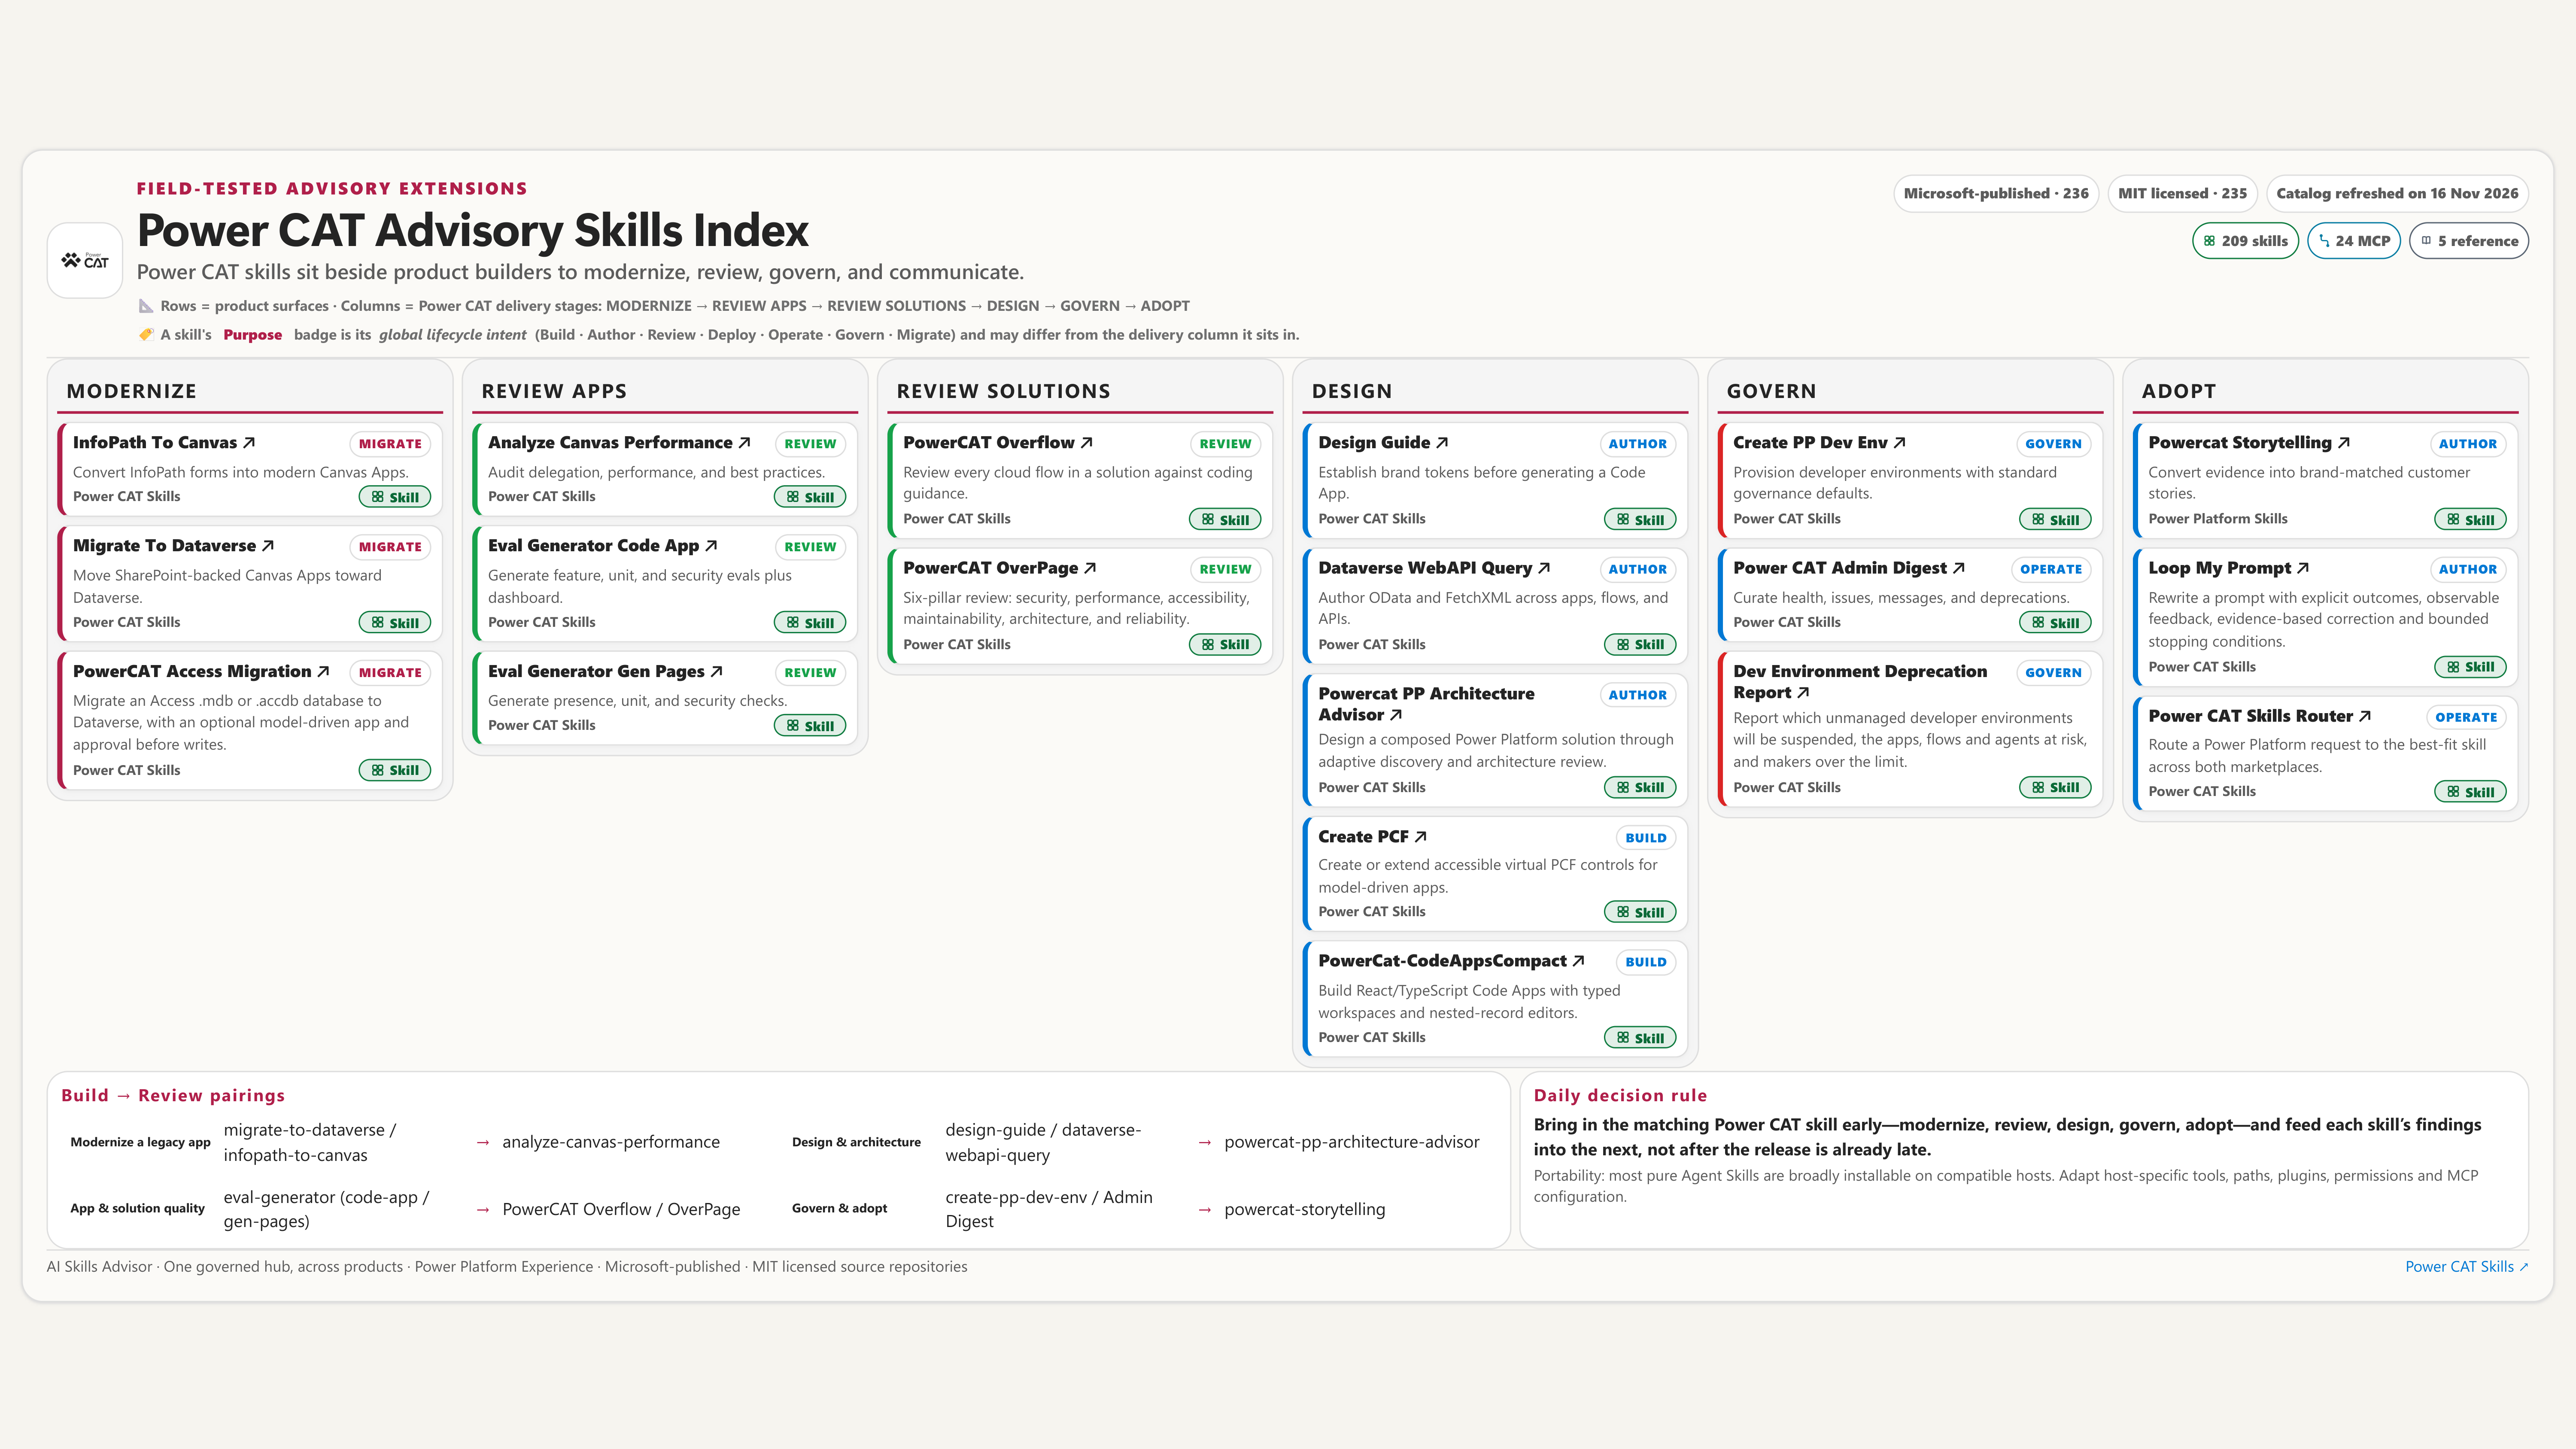 FIELD-TESTED ADVISORY EXTENSIONS
Power CAT Advisory Skills Index
Power CAT skills sit beside product builders to modernize, review, govern, and communicate.
Rows = product surfaces · Columns = Power CAT delivery stages: MODERNIZE → REVIEW APPS → REVIEW SOLUTIONS → DESIGN → GOVERN → ADOPT
A skill's Purpose badge is its global lifecycle intent (Build · Author · Review · Deploy · Operate · Govern · Migrate) and may differ from the delivery column it sits in.
Power
CAT
Microsoft-published · 236
MIT licensed · 235
Catalog refreshed on 16 Nov 2026
209 skills
24 MCP
5 reference
MODERNIZE
InfoPath To Canvas ↗
MIGRATE
Convert InfoPath forms into modern Canvas Apps.
Power CAT Skills
Skill
Migrate To Dataverse ↗
MIGRATE
Move SharePoint-backed Canvas Apps toward
Dataverse.
Power CAT Skills
Skill
PowerCAT Access Migration ↗
MIGRATE
Migrate an Access .mdb or .accdb database to
Dataverse, with an optional model-driven app and
approval before writes.
Power CAT Skills
Skill
REVIEW APPS
Analyze Canvas Performance ↗
REVIEW
Audit delegation, performance, and best practices.
Power CAT Skills
Skill
Eval Generator Code App ↗
REVIEW
Generate feature, unit, and security evals plus
dashboard.
Power CAT Skills
Skill
Eval Generator Gen Pages ↗
REVIEW
Generate presence, unit, and security checks.
Power CAT Skills
Skill
REVIEW SOLUTIONS
PowerCAT Overflow ↗
REVIEW
Review every cloud flow in a solution against coding
guidance.
Power CAT Skills
Skill
PowerCAT OverPage ↗
REVIEW
Six-pillar review: security, performance, accessibility,
maintainability, architecture, and reliability.
Power CAT Skills
Skill
DESIGN
Design Guide ↗
AUTHOR
Establish brand tokens before generating a Code
App.
Power CAT Skills
Skill
Dataverse WebAPI Query ↗
AUTHOR
Author OData and FetchXML across apps, flows, and
APIs.
Power CAT Skills
Skill
Powercat PP Architecture
Advisor ↗
AUTHOR
Design a composed Power Platform solution through
adaptive discovery and architecture review.
Power CAT Skills
Skill
Create PCF ↗
BUILD
Create or extend accessible virtual PCF controls for
model-driven apps.
Power CAT Skills
Skill
PowerCat-CodeAppsCompact ↗
BUILD
Build React/TypeScript Code Apps with typed
workspaces and nested-record editors.
Power CAT Skills
Skill
GOVERN
Create PP Dev Env ↗
GOVERN
Provision developer environments with standard
governance defaults.
Power CAT Skills
Skill
Power CAT Admin Digest ↗
OPERATE
Curate health, issues, messages, and deprecations.
Power CAT Skills
Skill
Dev Environment Deprecation
Report ↗
GOVERN
Report which unmanaged developer environments
will be suspended, the apps, flows and agents at risk,
and makers over the limit.
Power CAT Skills
Skill
ADOPT
Powercat Storytelling ↗
AUTHOR
Convert evidence into brand-matched customer
stories.
Power Platform Skills
Skill
Loop My Prompt ↗
AUTHOR
Rewrite a prompt with explicit outcomes, observable
feedback, evidence-based correction and bounded
stopping conditions.
Power CAT Skills
Skill
Power CAT Skills Router ↗
OPERATE
Route a Power Platform request to the best-fit skill
across both marketplaces.
Power CAT Skills
Skill
Build → Review pairings
Modernize a legacy app
migrate-to-dataverse /
infopath-to-canvas
→ analyze-canvas-performance
Design & architecture
design-guide / dataverse-
webapi-query
→ powercat-pp-architecture-advisor
App & solution quality
eval-generator (code-app /
gen-pages)
→ PowerCAT Overflow / OverPage
Govern & adopt
create-pp-dev-env / Admin
Digest
→ powercat-storytelling
Daily decision rule
Bring in the matching Power CAT skill early—modernize, review, design, govern, adopt—and feed each skill’s findings
into the next, not after the release is already late.
Portability: most pure Agent Skills are broadly installable on compatible hosts. Adapt host-specific tools, paths, plugins, permissions and MCP
configuration.
AI Skills Advisor · One governed hub, across products · Power Platform Experience · Microsoft-published · MIT licensed source repositories
Power CAT Skills ↗